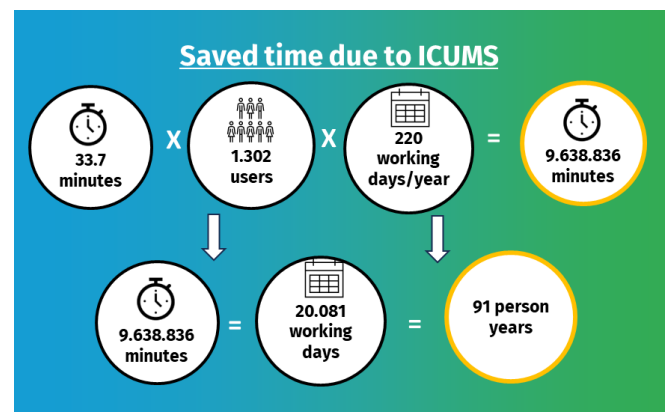 Saved time due to ICUMS
33.7
minutes
X
1.302
users
X
220
working
days/year
=
9.638.836
minutes
9.638.836
minutes
=
20.081
working
days
=
91 person
years